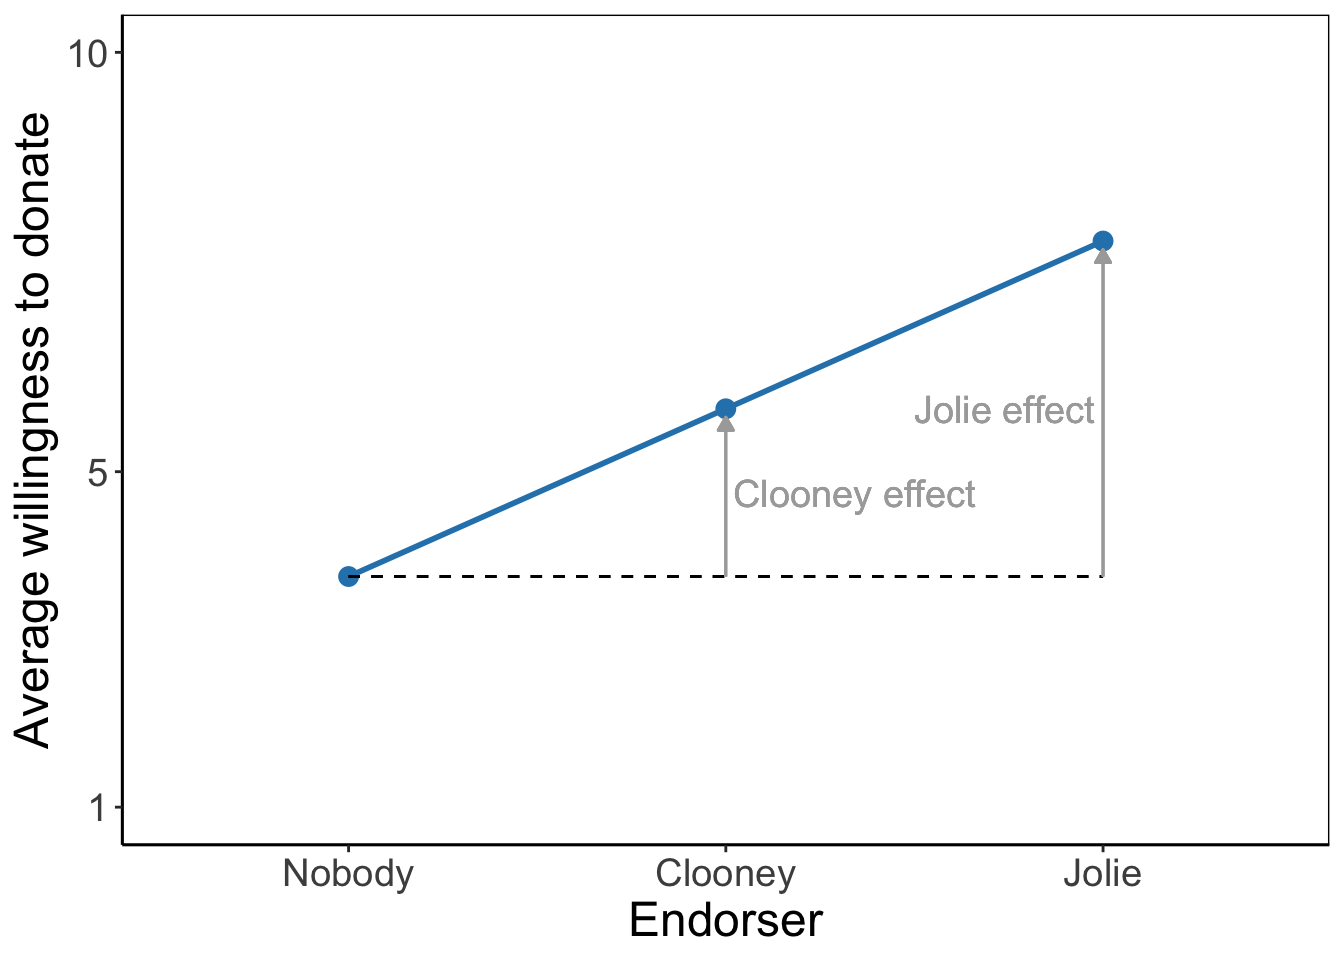 Average willingness to donate
10
5
1
Jolie effect
Clooney effect
Nobody
Clooney
Jolie
Endorser